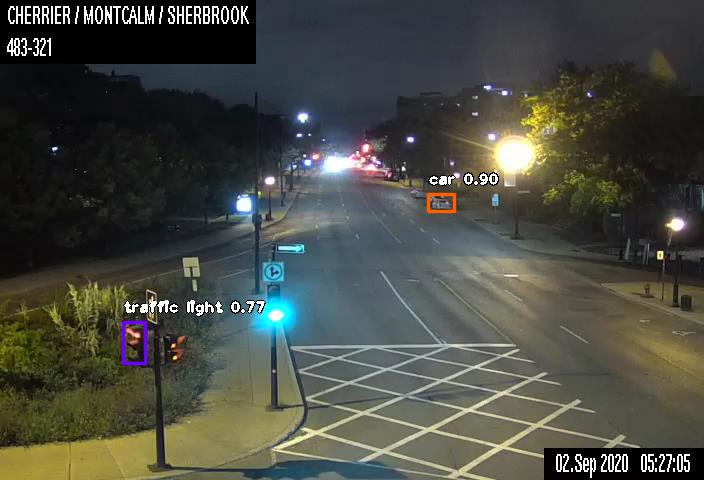 CHERRIER / MONTCALM / SHERBROOK
483-321
car 0.90
traffic light 0.77
02.Sep 2020 05:27:05